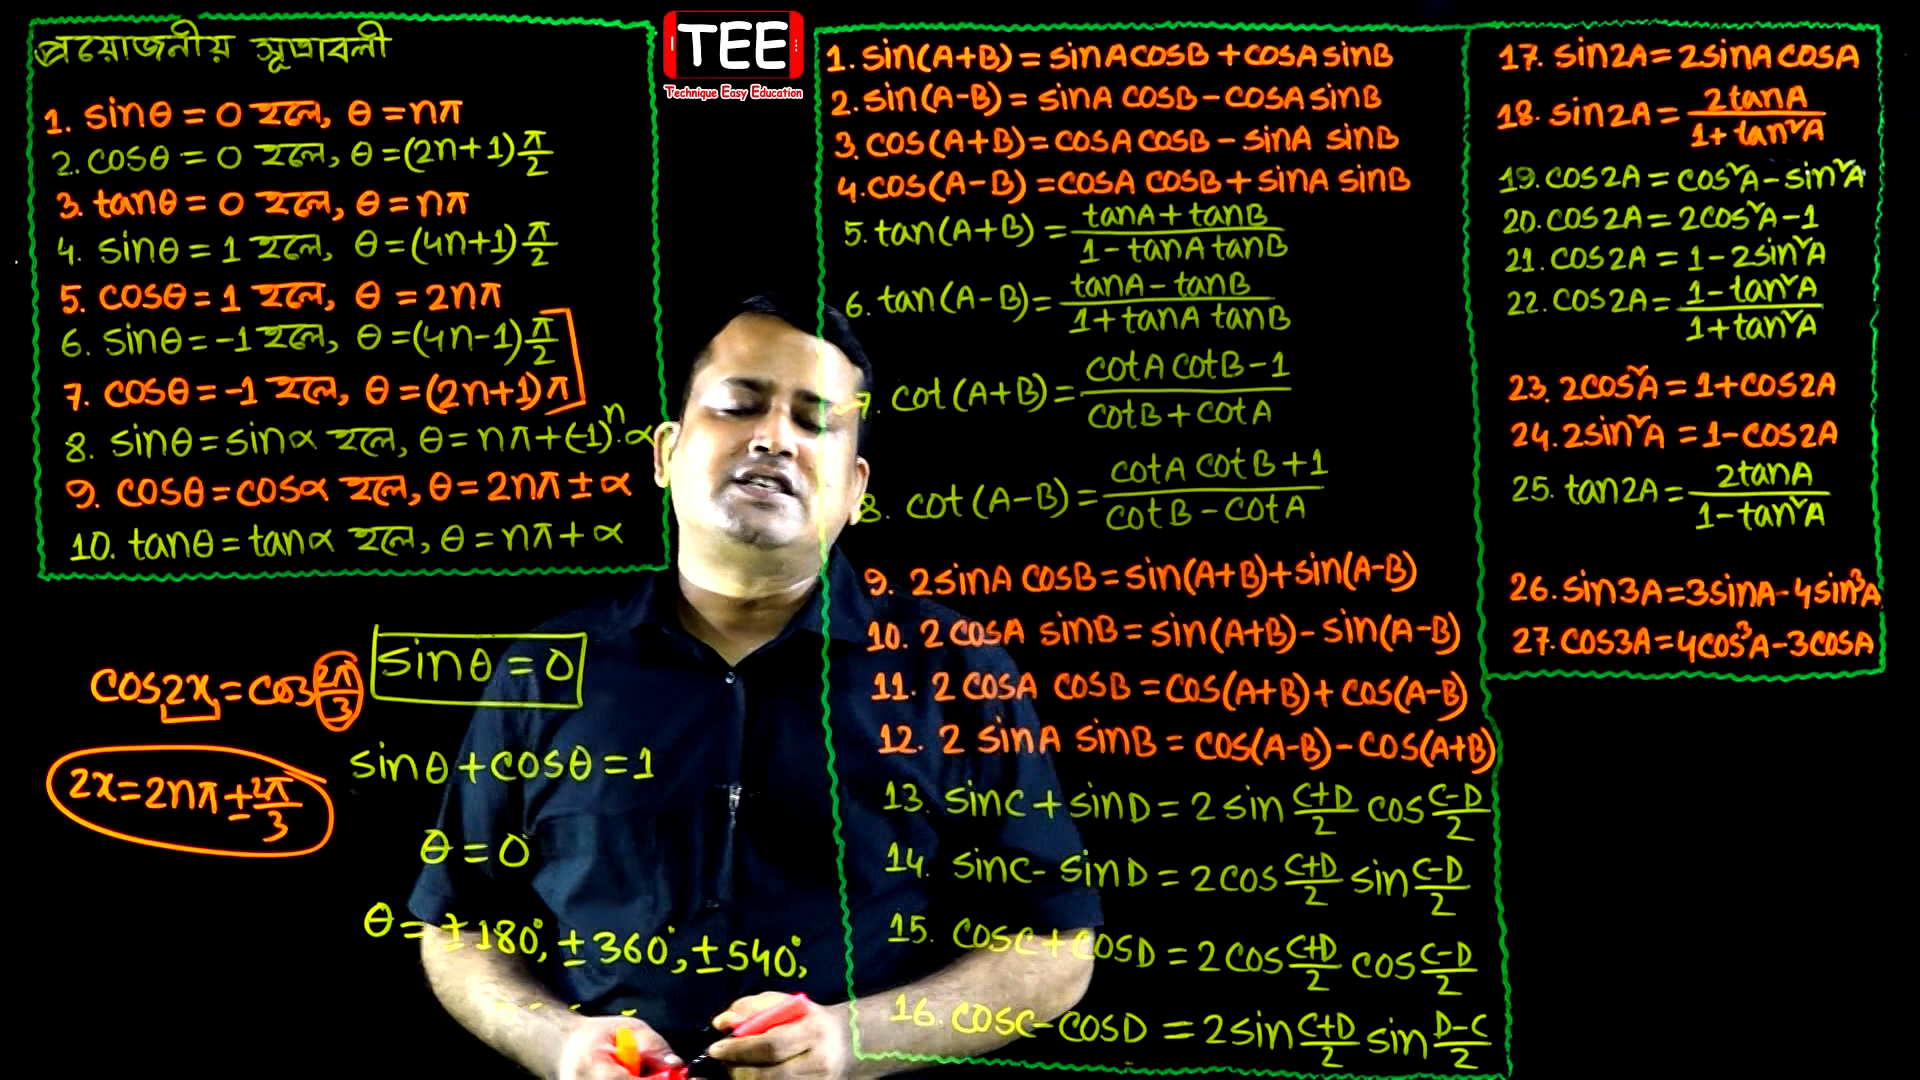 প্রয়োজনীয় সূত্রাবলী
1. sinθ = 0 হলে, θ = nπ
2. cosθ = 0 হলে, θ = (2n+1)π/2
3. tanθ = 0 হলে, θ = nπ
4. sinθ = 1 হলে, θ = (4n+1)π/2
5. cosθ = 1 হলে, θ = 2nπ
6. sinθ = -1 হলে, θ = (4n-1)π/2
7. cosθ = -1 হলে, θ = (2n+1)π
8. sinθ = sinα হলে, θ = nπ + (-1)ⁿ·α
9. cosθ = cosα হলে, θ = 2nπ ± α
10. tanθ = tanα হলে, θ = nπ + α
cos2x = cos 2π/3
2x = 2nπ ± 2π/3
sinθ = 0
sinθ + cosθ = 1
θ = 0°
θ = ±180°, ±360°, ±540°,
TEE
Technique Easy Education
1. sin(A+B) = sinA cosB + cosA sinB
2. sin(A-B) = sinA cosB - cosA sinB
3. cos(A+B) = cosA cosB - sinA sinB
4. cos(A-B) = cosA cosB + sinA sinB
5. tan(A+B) = (tanA + tanB)/(1 - tanA tanB)
6. tan(A-B) = (tanA - tanB)/(1 + tanA tanB)
7. cot(A+B) = (cotA cotB - 1)/(cotB + cotA)
8. cot(A-B) = (cotA cotB + 1)/(cotB - cotA)
9. 2sinA cosB = sin(A+B) + sin(A-B)
10. 2 cosA sinB = sin(A+B) - sin(A-B)
11. 2 cosA cosB = cos(A+B) + cos(A-B)
12. 2 sinA sinB = cos(A-B) - cos(A+B)
13. sinC + sinD = 2 sin (C+D)/2 cos (C-D)/2
14. sinC - sinD = 2cos (C+D)/2 sin (C-D)/2
15. cosC + cosD = 2cos (C+D)/2 cos (C-D)/2
16. cosC - cosD = 2sin (C+D)/2 sin (D-C)/2
17. sin2A = 2sinA cosA
18. sin2A = 2tanA/(1 + tan²A)
19. cos2A = cos²A - sin²A
20. cos2A = 2cos²A - 1
21. cos2A = 1 - 2sin²A
22. cos2A = (1 - tan²A)/(1 + tan²A)
23. 2cos²A = 1 + cos2A
24. 2sin²A = 1 - cos2A
25. tan2A = 2tanA/(1 - tan²A)
26. sin3A = 3sinA - 4sin³A
27. cos3A = 4cos³A - 3cosA